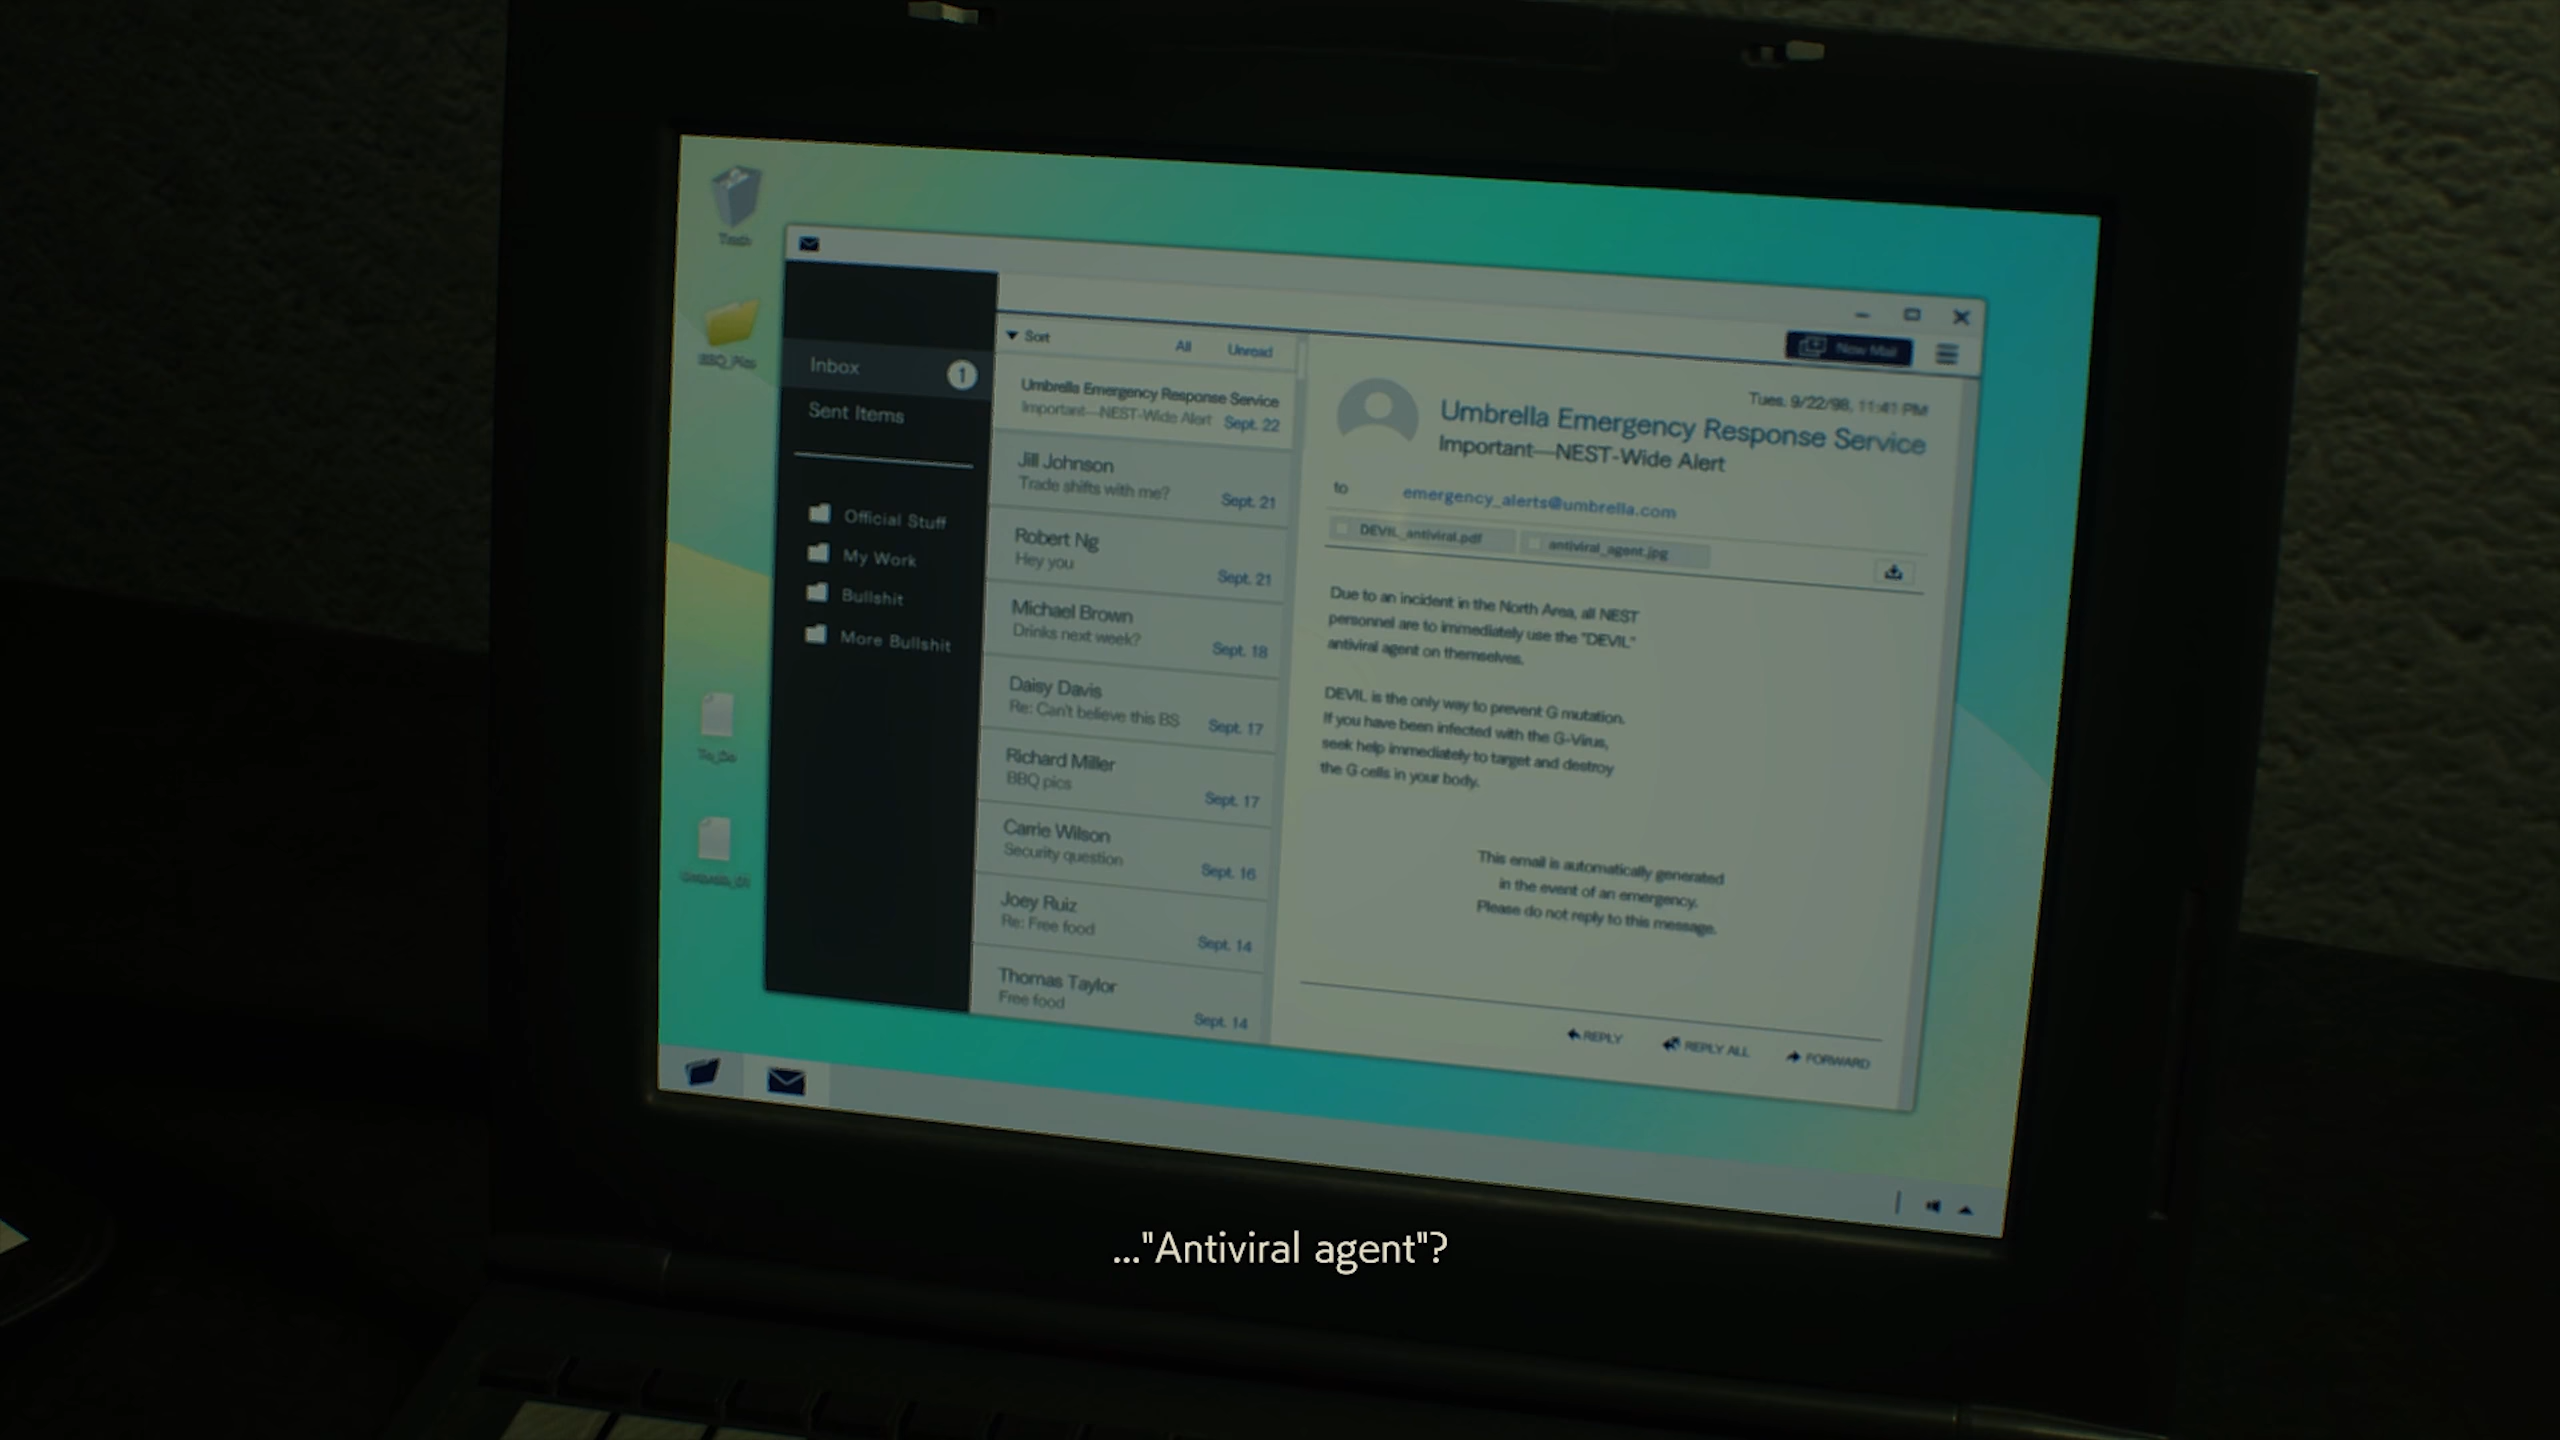 Trash
BBQ_Pics
To_Do
Inbox
1
Sent Items
Official Stuff
My Work
Bullshit
More Bullshit
Sort
All
Unread
Umbrella Emergency Response Service
Important—NEST-Wide Alert
Sept. 22
Jill Johnson
Trade shifts with me?
Sept. 21
Robert Ng
Hey you
Sept. 21
Michael Brown
Drinks next week?
Sept. 18
Daisy Davis
Re: Can't believe this BS
Sept. 17
Richard Miller
BBQ pics
Sept. 17
Carrie Wilson
Security question
Sept. 16
Joey Ruiz
Re: Free food
Sept. 14
Thomas Taylor
Free food
Sept. 14
New Mail
Tues. 9/22/98, 11:41 PM
Umbrella Emergency Response Service
Important—NEST-Wide Alert
to emergency_alerts@umbrella.com
DEVIL_antiviral.pdf
antiviral_agent.jpg
Due to an incident in the North Area, all NEST
personnel are to immediately use the "DEVIL"
antiviral agent on themselves.
DEVIL is the only way to prevent G mutation.
If you have been infected with the G-Virus,
seek help immediately to target and destroy
the G cells in your body.
This email is automatically generated
in the event of an emergency.
Please do not reply to this message.
REPLY
REPLY ALL
FORWARD
..."Antiviral agent"?